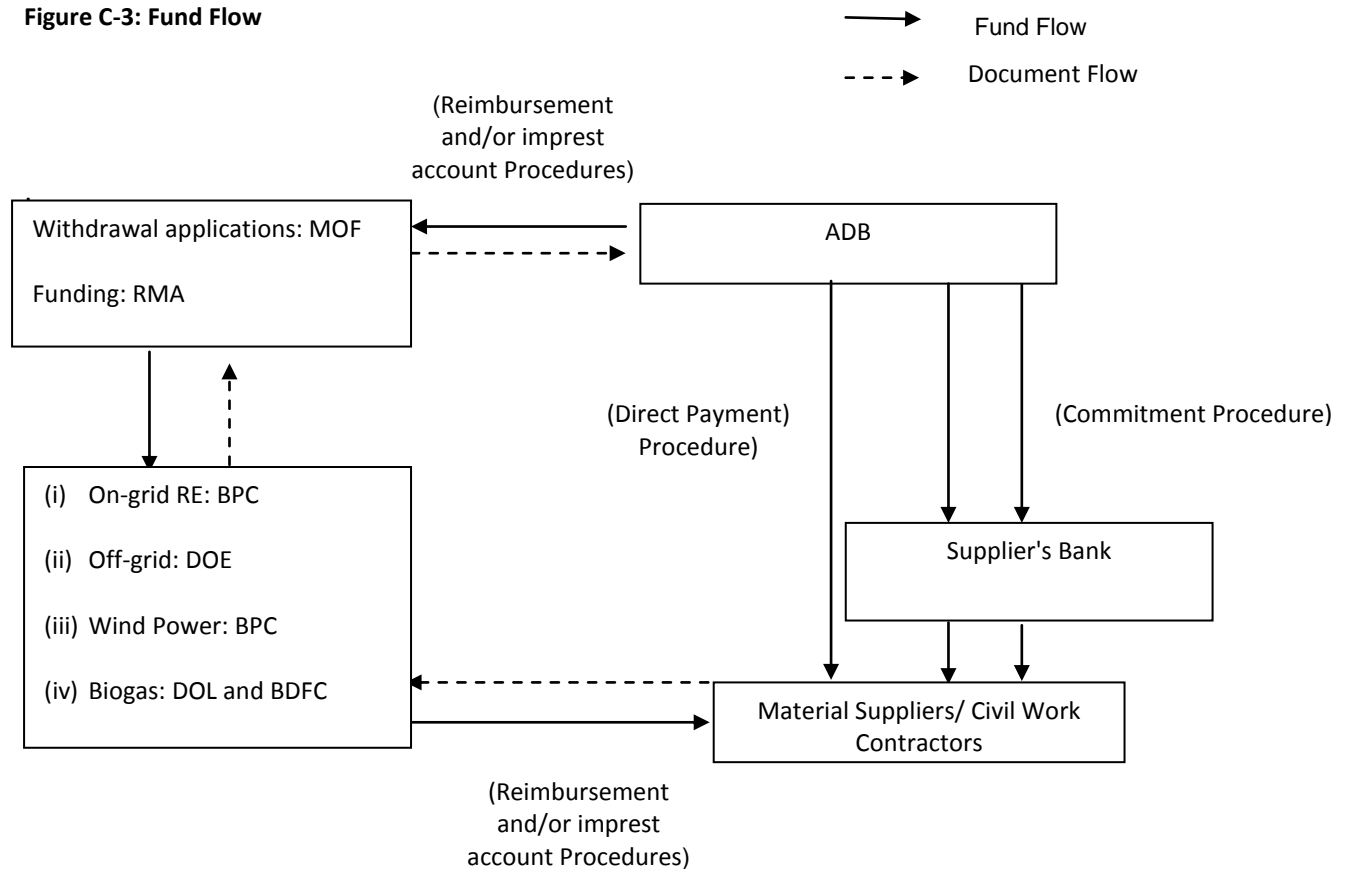 Figure C-3: Fund Flow
Fund Flow
Document Flow
(Reimbursement
and/or imprest
account Procedures)
Withdrawal applications: MOF
Funding: RMA
ADB
(Direct Payment)
Procedure)
(Commitment Procedure)
(i) On-grid RE: BPC
(ii) Off-grid: DOE
(iii) Wind Power: BPC
(iv) Biogas: DOL and BDFC
Supplier's Bank
Material Suppliers/ Civil Work
Contractors
(Reimbursement
and/or imprest
account Procedures)